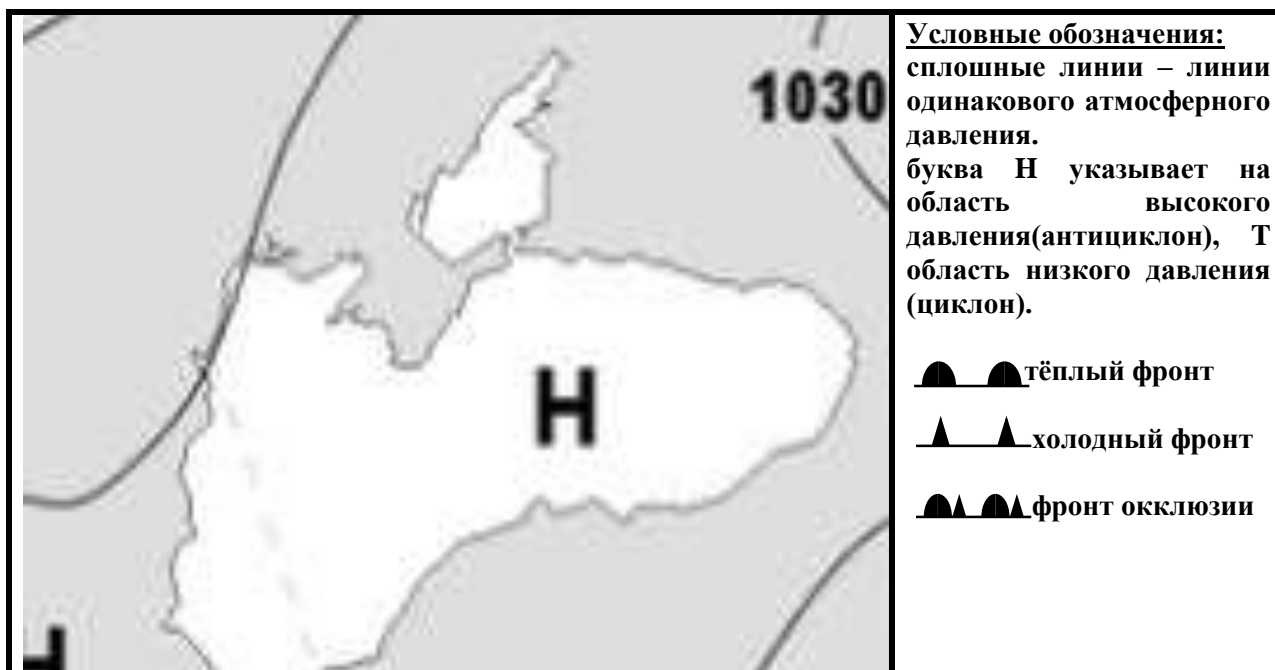 1030
H
Условные обозначения:
сплошные линии – линии
одинакового атмосферного
давления.
буква Н указывает на
область высокого
давления(антициклон), Т
область низкого давления
(циклон).
тёплый фронт
холодный фронт
фронт окклюзии